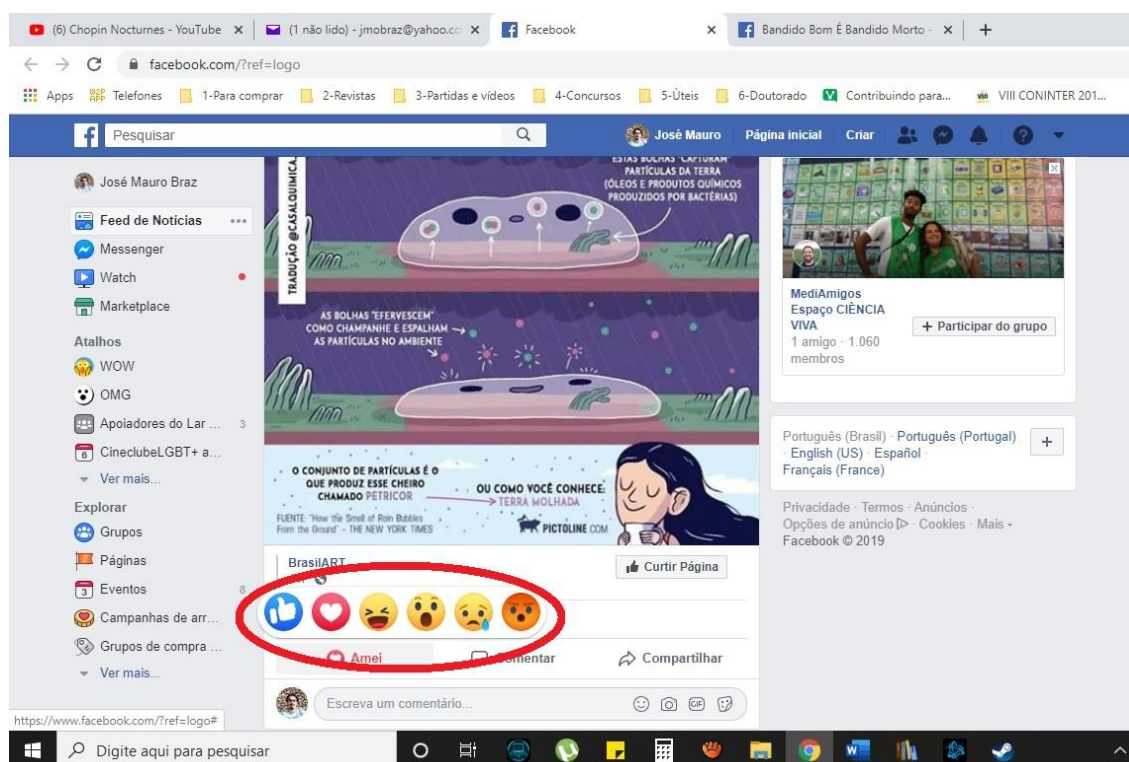 (6) Chopin Nocturnes - YouTube
(1 não lido) - jmobraz@yahoo.cc
Facebook
Bandido Bom É Bandido Morto -
facebook.com/?ref=logo
Apps
Telefones
1-Para comprar
2-Revistas
3-Partidas e vídeos
4-Concursos
5-Ùteis
6-Doutorado
Contribuindo para...
VIII CONINTER 201...
Pesquisar
José Mauro
Página inicial
Criar
José Mauro Braz
Feed de Notícias
Messenger
Watch
Marketplace
Atalhos
WOW
OMG
Apoiadores do Lar ... 3
CineclubeLGBT+ a...
Ver mais...
Explorar
Grupos
Páginas
Eventos 8
Campanhas de arr...
Grupos de compra ...
Ver mais...
TRADUÇÃO @CASALQUIMICA.
ESTAS BOLHAS "CAPTURAM"
PARTÍCULAS DA TERRA
(ÓLEOS E PRODUTOS QUÍMICOS
PRODUZIDOS POR BACTÉRIAS)
AS BOLHAS "EFERVESCEM"
COMO CHAMPANHE E ESPALHAM
AS PARTÍCULAS NO AMBIENTE
O CONJUNTO DE PARTÍCULAS É O
QUE PRODUZ ESSE CHEIRO
CHAMADO PETRICOR
OU COMO VOCÊ CONHECE:
TERRA MOLHADA
FUENTE: "How the Smell of Rain Bubbles
From the Ground" - THE NEW YORK TIMES
PICTOLINE.COM
BrasilART
Curtir Página
Amei
Comentar
Compartilhar
Escreva um comentário...
GIF
MediAmigos
Espaço CIÊNCIA
VIVA
1 amigo · 1.060
membros
+ Participar do grupo
Português (Brasil) · Português (Portugal)
· English (US) · Español ·
Français (France)
Privacidade · Termos · Anúncios ·
Opções de anúncio · Cookies · Mais
Facebook © 2019
https://www.facebook.com/?ref=logo#
Digite aqui para pesquisar